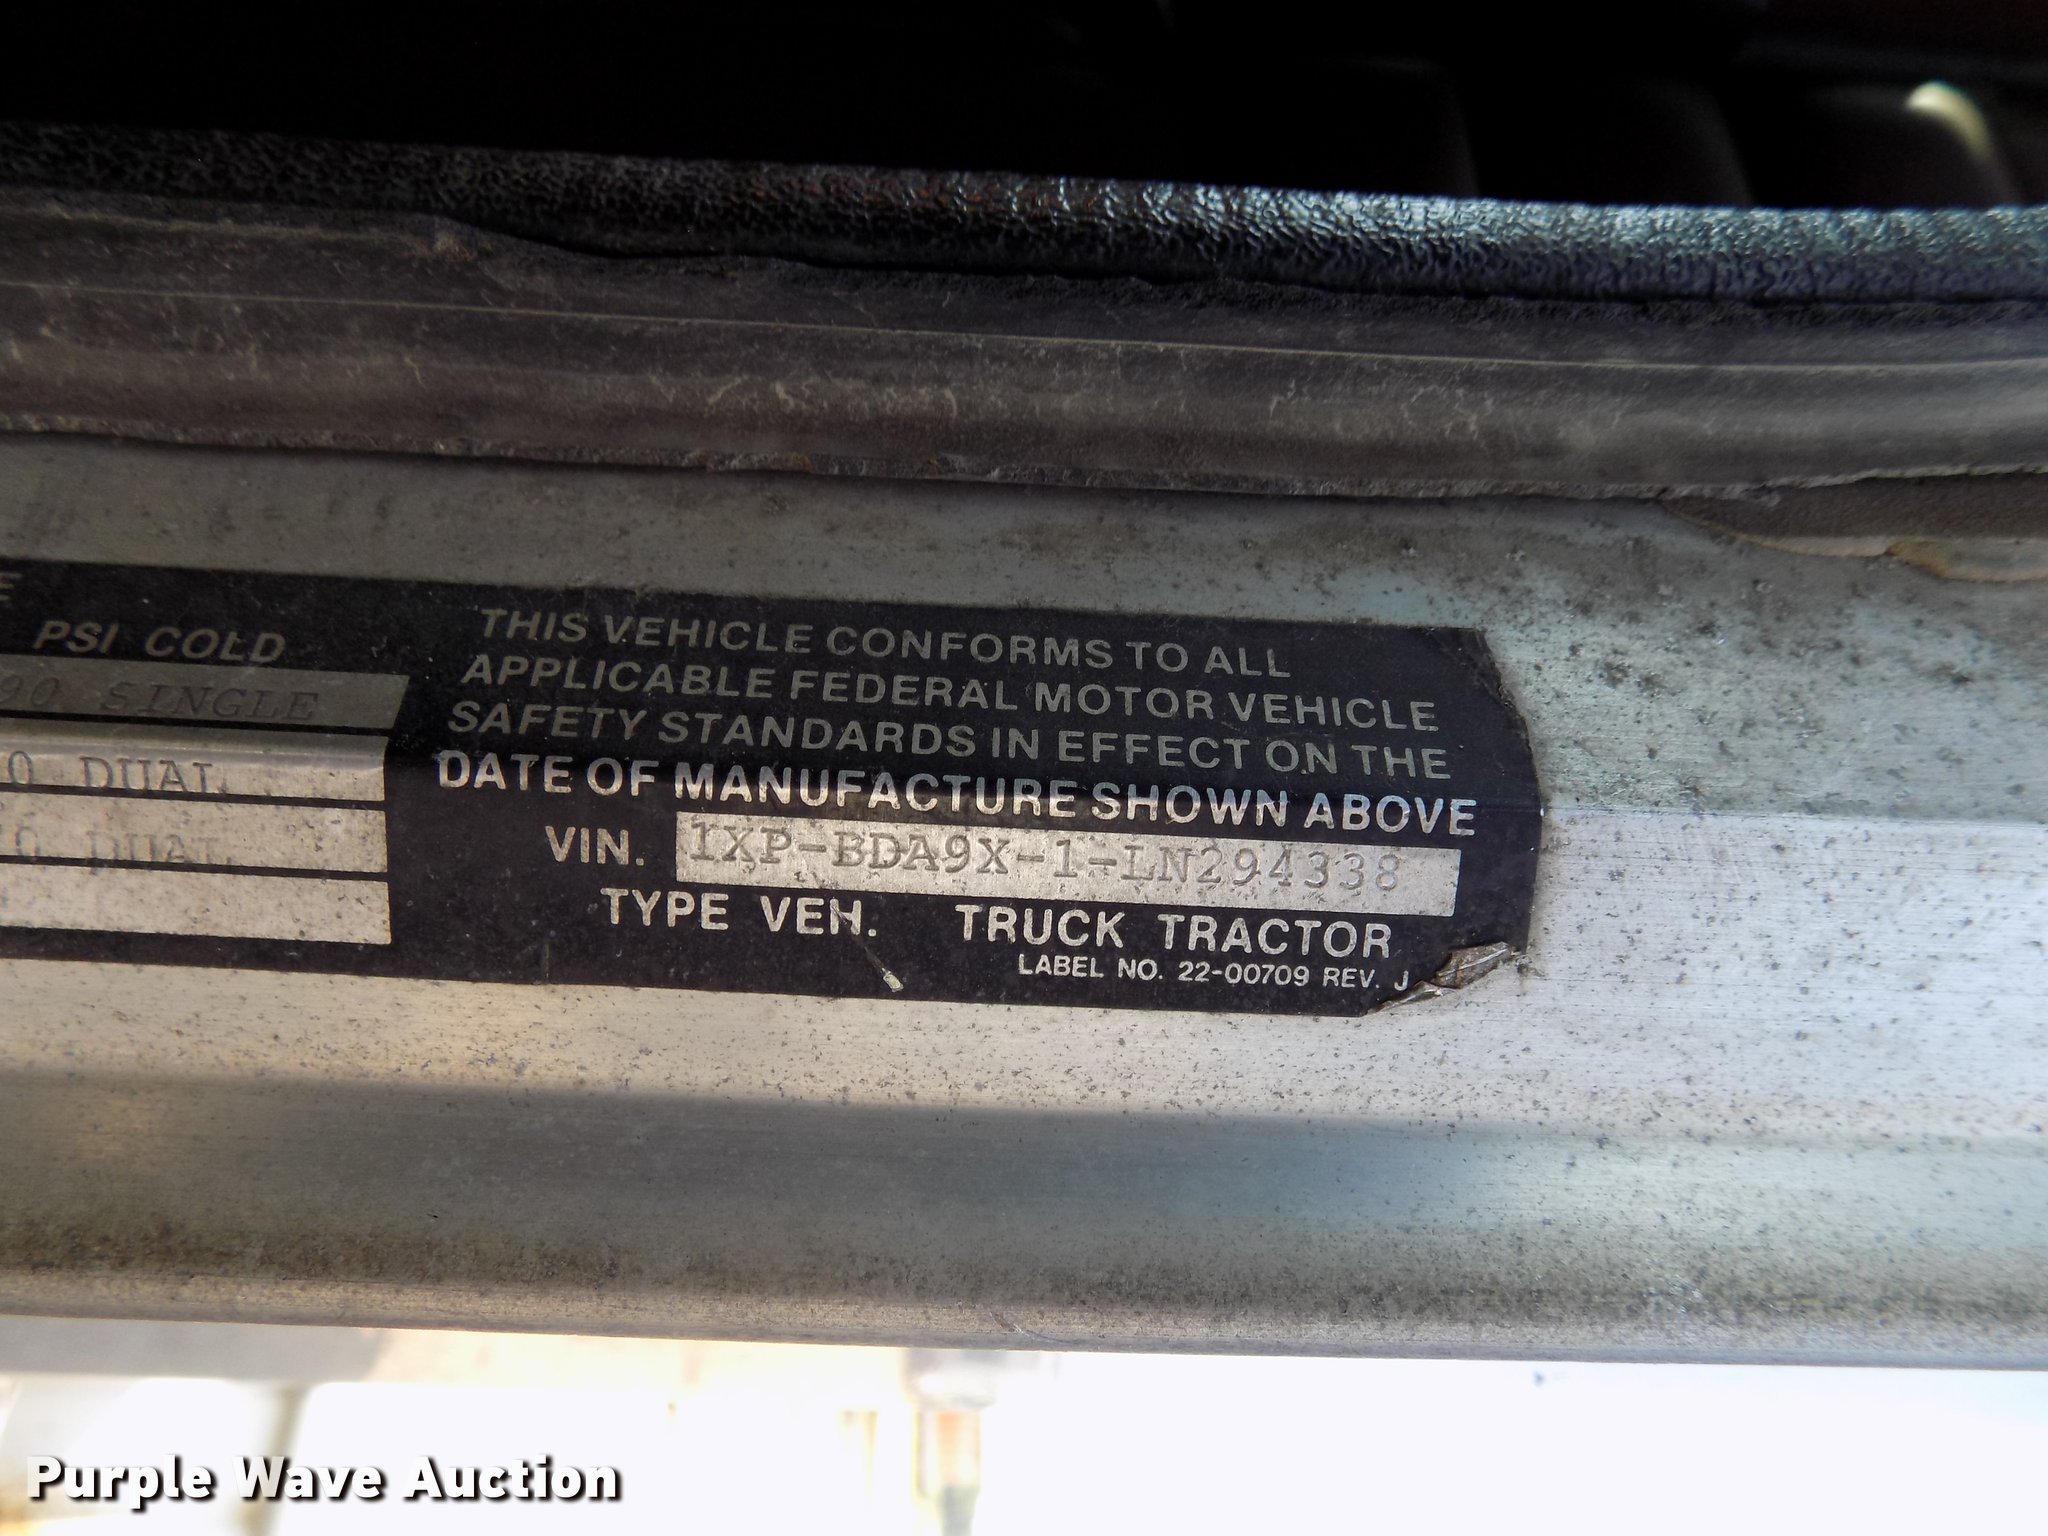 PSI COLD
90 SINGLE
0 DUAL
0 DUAL
THIS VEHICLE CONFORMS TO ALL
APPLICABLE FEDERAL MOTOR VEHICLE
SAFETY STANDARDS IN EFFECT ON THE
DATE OF MANUFACTURE SHOWN ABOVE
VIN. 1XP-BDA9X-1-LN294338
TYPE VEH. TRUCK TRACTOR
LABEL NO. 22-00709 REV. J
Purple Wave Auction